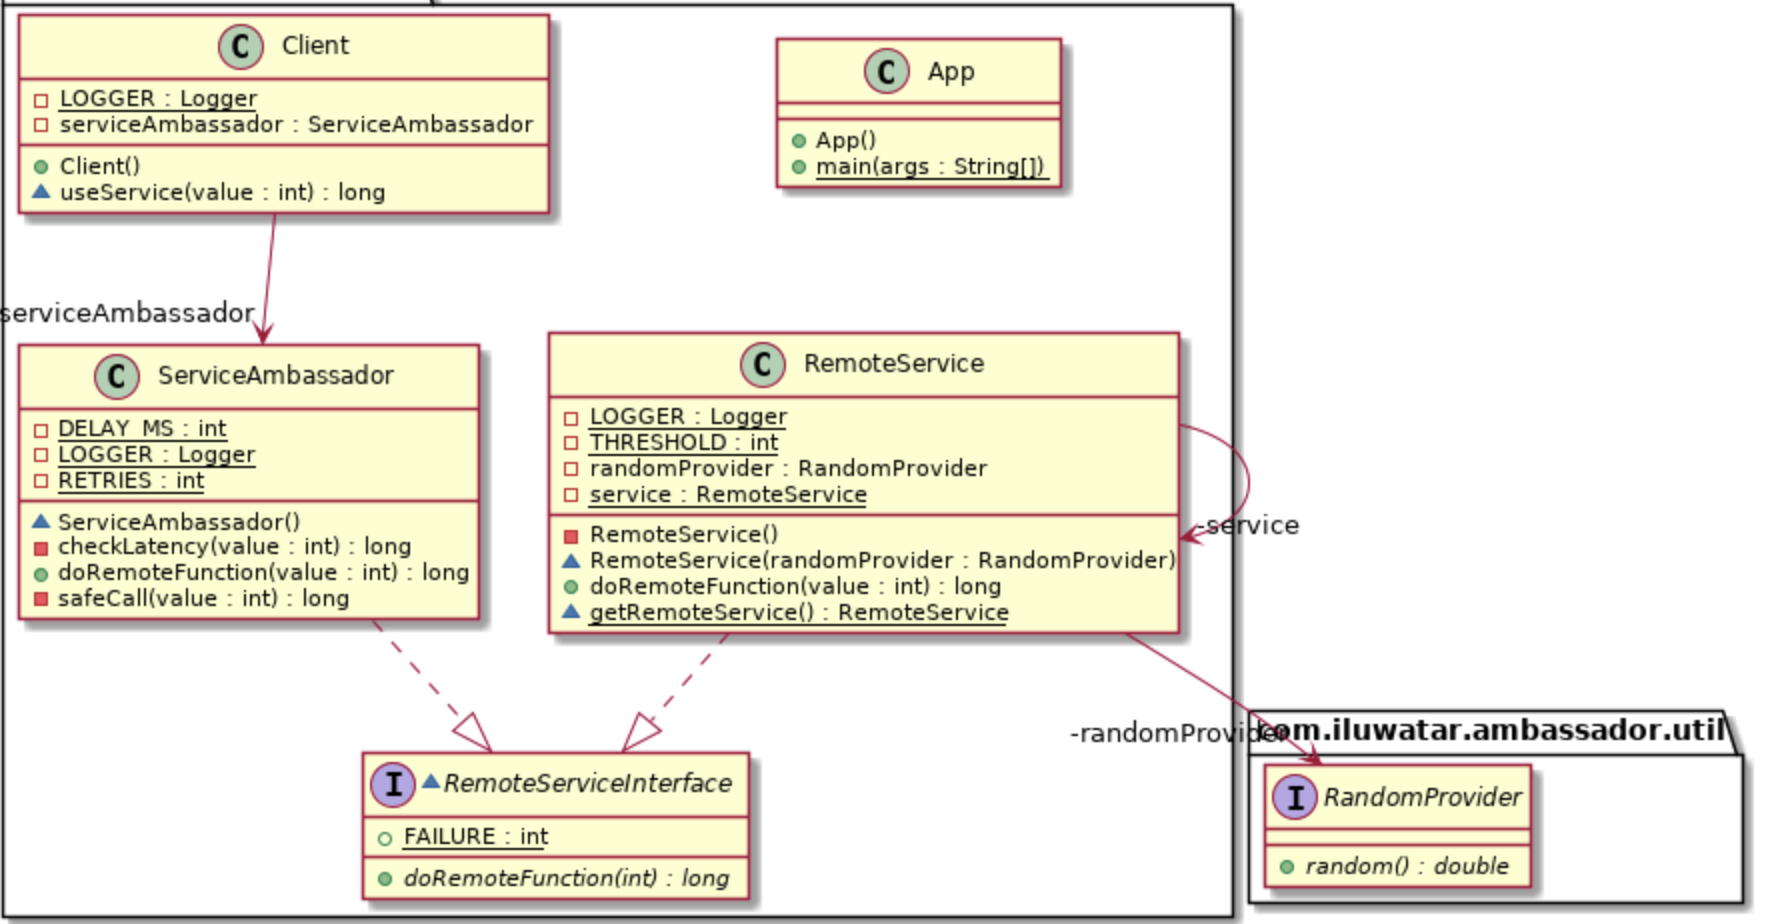 C Client
LOGGER : Logger
serviceAmbassador : ServiceAmbassador
Client()
useService(value : int) : long
C App
App()
main(args : String[])
serviceAmbassador
C ServiceAmbassador
DELAY_MS : int
LOGGER : Logger
RETRIES : int
ServiceAmbassador()
checkLatency(value : int) : long
doRemoteFunction(value : int) : long
safeCall(value : int) : long
C RemoteService
LOGGER : Logger
THRESHOLD : int
randomProvider : RandomProvider
service : RemoteService
RemoteService()
RemoteService(randomProvider : RandomProvider)
doRemoteFunction(value : int) : long
getRemoteService() : RemoteService
-service
I RemoteServiceInterface
FAILURE : int
doRemoteFunction(int) : long
-randomProvider
com.iluwatar.ambassador.util
I RandomProvider
random() : double